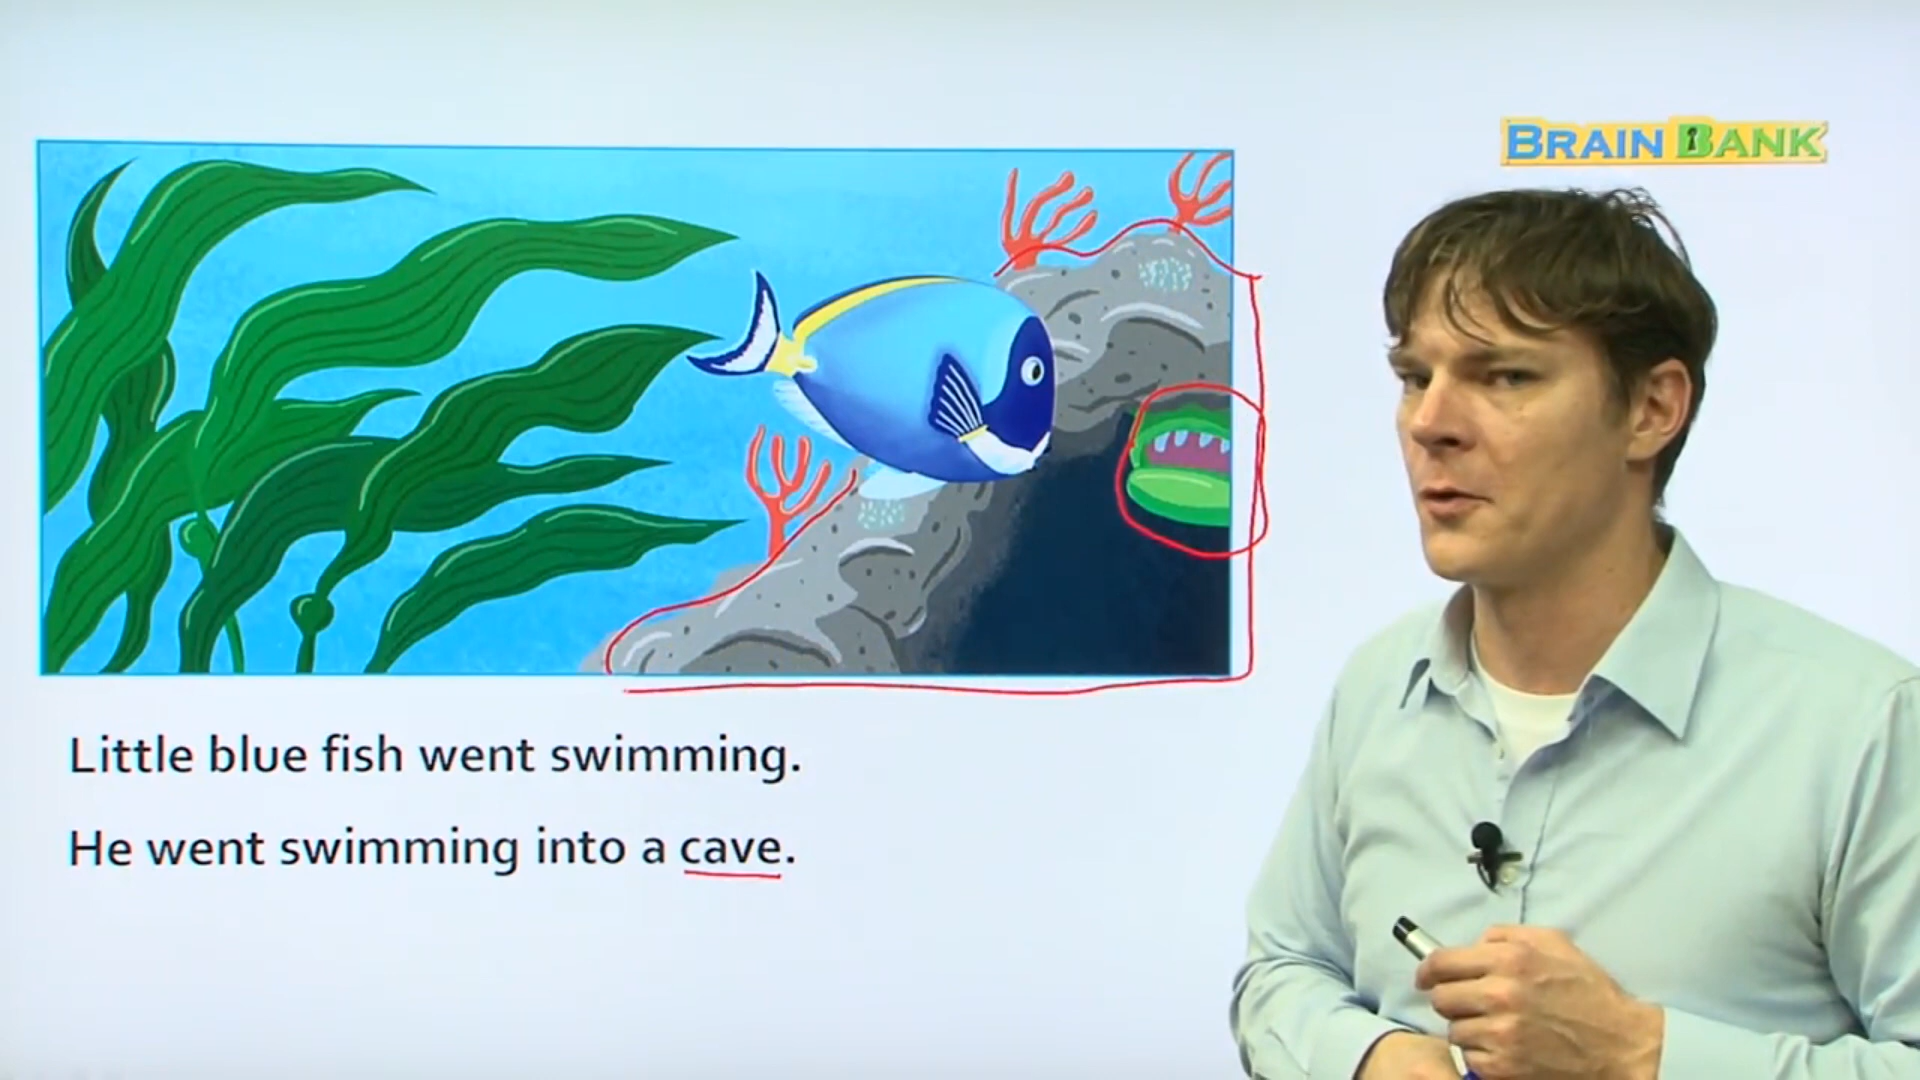 BRAIN BANK
Little blue fish went swimming.
He went swimming into a cave.